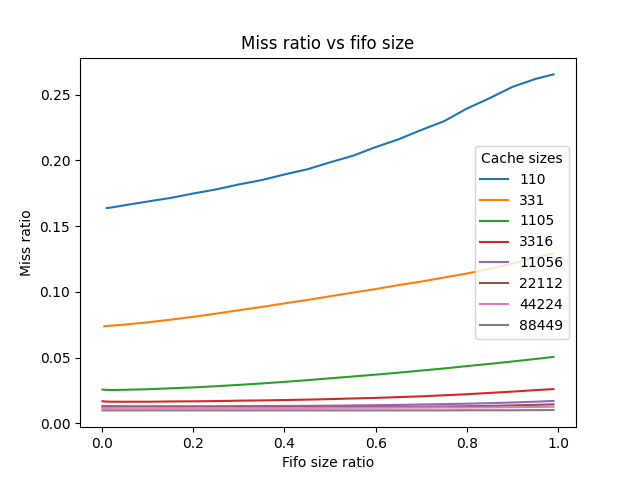 Miss ratio vs fifo size
Miss ratio
0.25
0.20
0.15
0.10
0.05
0.00
Cache sizes
110
331
1105
3316
11056
22112
44224
88449
0.0 0.2 0.4 0.6 0.8 1.0
Fifo size ratio